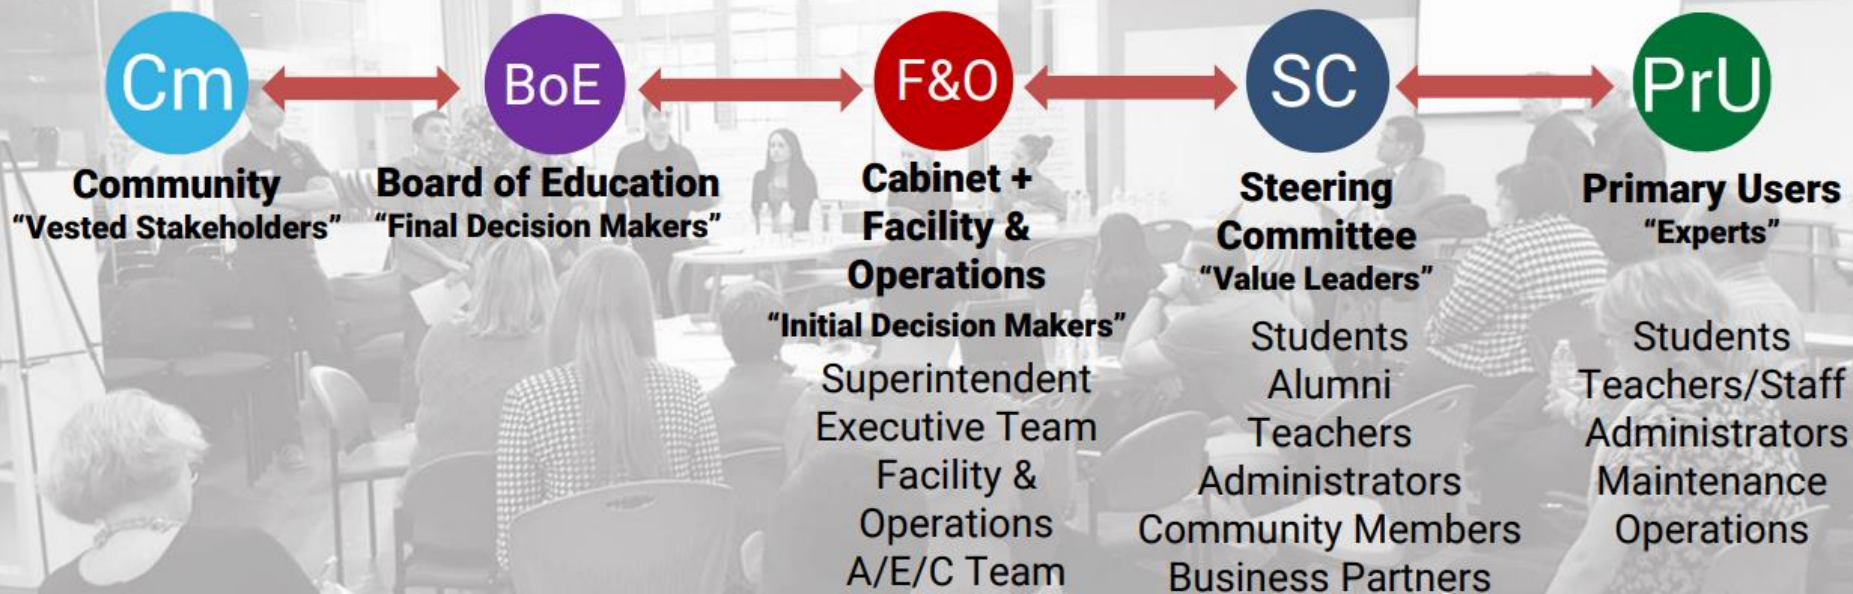 Cm
BoE
F&O
SC
PrU
Community
“Vested Stakeholders”
Board of Education
“Final Decision Makers”
Cabinet +
Facility &
Operations
“Initial Decision Makers”
Superintendent
Executive Team
Facility &
Operations
A/E/C Team
Steering
Committee
“Value Leaders”
Students
Alumni
Teachers
Administrators
Community Members
Business Partners
Primary Users
“Experts”
Students
Teachers/Staff
Administrators
Maintenance
Operations